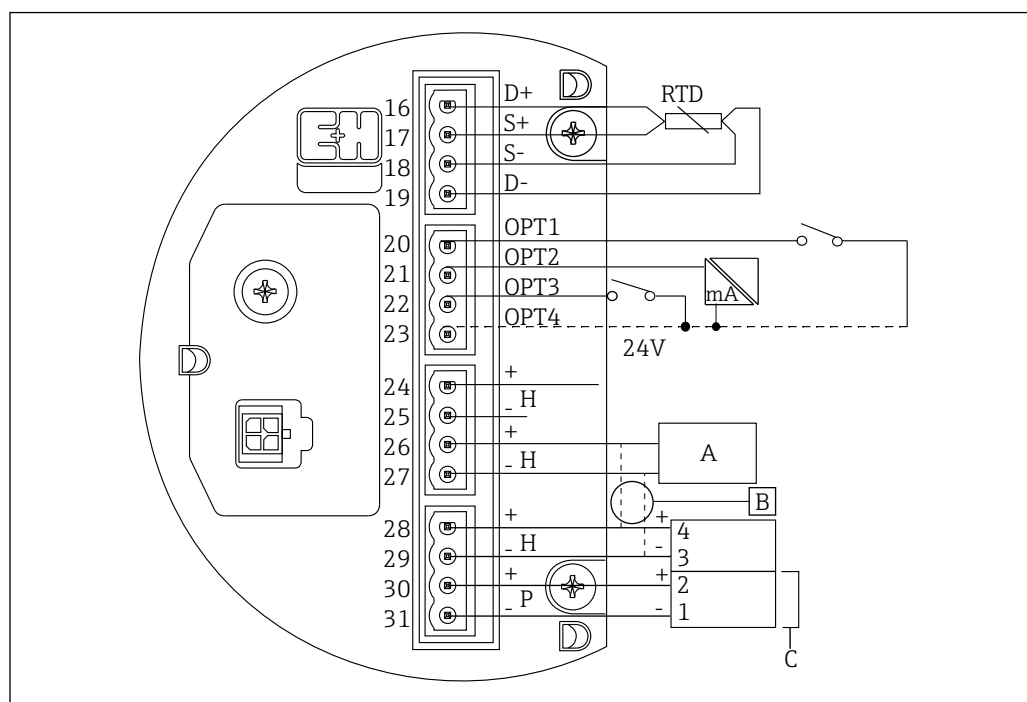 16 D+ RTD
17 S+
18 S-
19 D-
20 OPT1
21 OPT2
22 OPT3 mA
23 OPT4
24V
24 +
25 - H
26 + A
27 - H
B
28 + + 4
29 - H - 3
30 + + 2
31 - P - 1
C